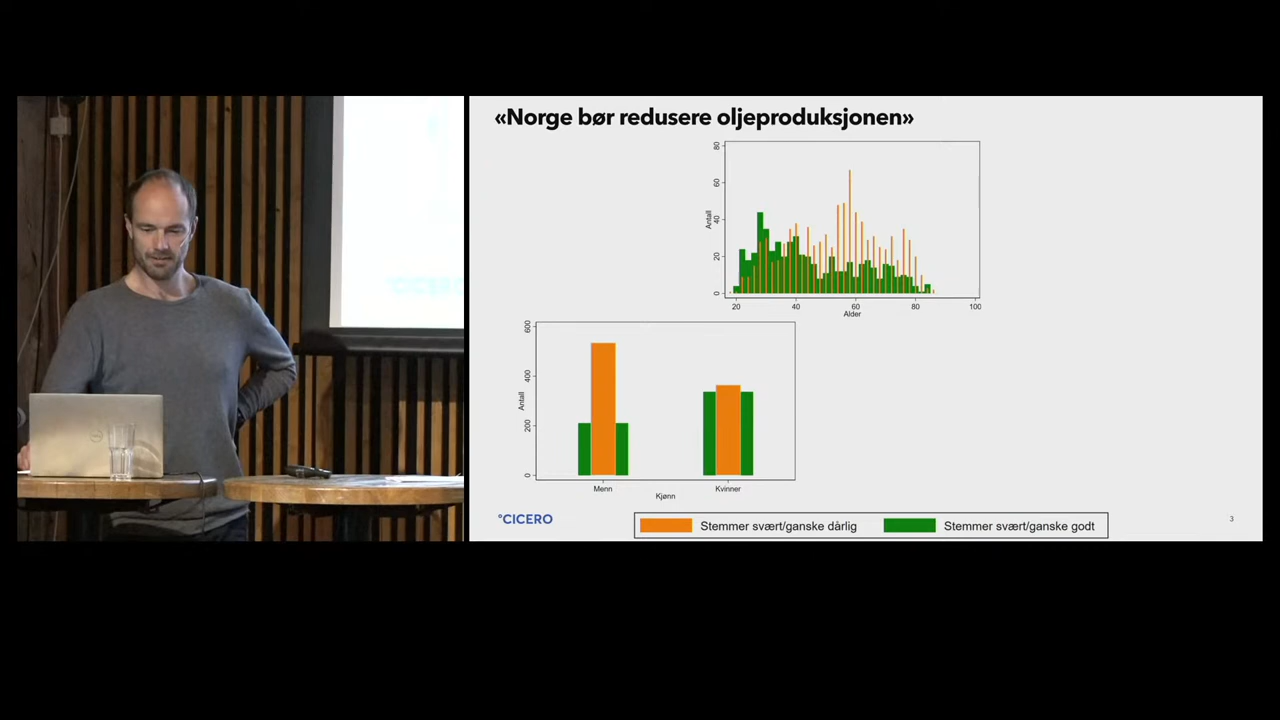 «Norge bør redusere oljeproduksjonen»
80
60
40
20
0
Antall
20 40 60 80 100
Alder
600
400
200
0
Antall
Menn Kvinner
Kjønn
°CICERO
Stemmer svært/ganske dårlig Stemmer svært/ganske godt
3